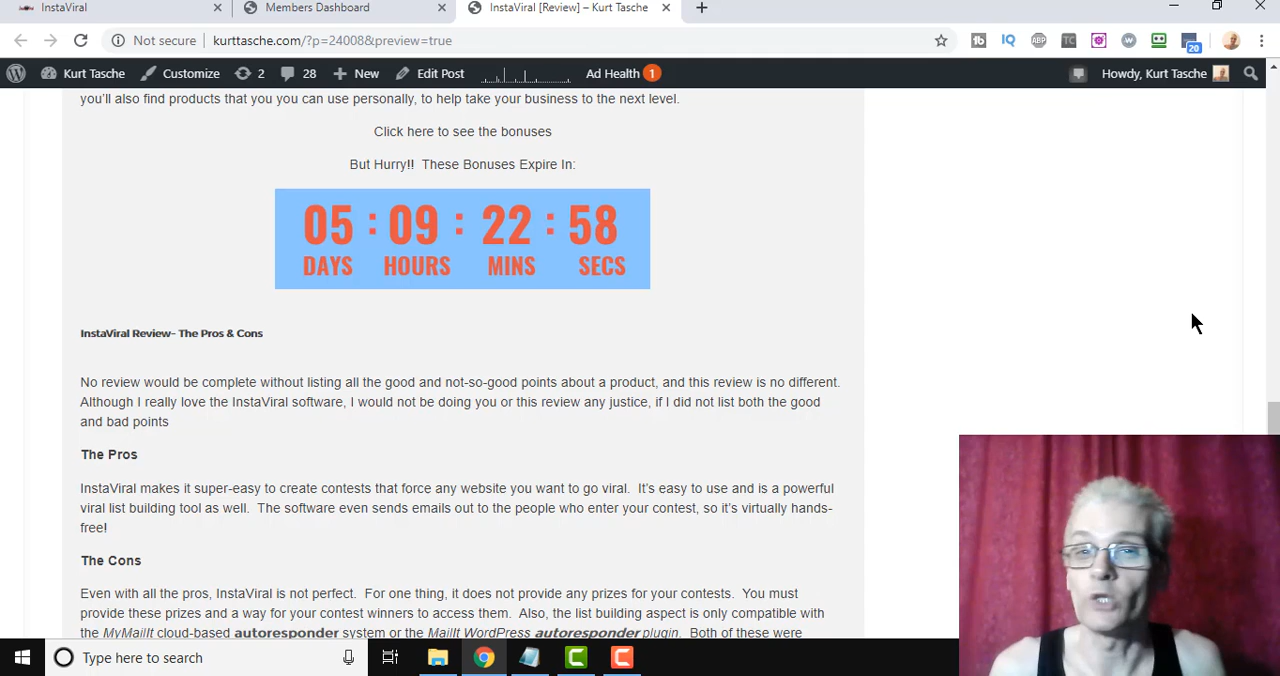 InstaViral
Members Dashboard
InstaViral [Review] – Kurt Tasche
Not secure
kurttasche.com/?p=24008&preview=true
1b
IQ
ABP
TC
20
Kurt Tasche
Customize
2
28
New
Edit Post
Ad Health
1
Howdy, Kurt Tasche
you'll also find products that you you can use personally, to help take your business to the next level.
Click here to see the bonuses
But Hurry!!  These Bonuses Expire In:
05 : 09 : 22 : 58
DAYS HOURS MINS SECS
InstaViral Review– The Pros & Cons
No review would be complete without listing all the good and not-so-good points about a product, and this review is no different.
Although I really love the InstaViral software, I would not be doing you or this review any justice, if I did not list both the good
and bad points
The Pros
InstaViral makes it super-easy to create contests that force any website you want to go viral.  It's easy to use and is a powerful
viral list building tool as well.  The software even sends emails out to the people who enter your contest, so it's virtually hands-
free!
The Cons
Even with all the pros, InstaViral is not perfect.  For one thing, it does not provide any prizes for your contests.  You must
provide these prizes and a way for your contest winnrs to access them.  Also, the list building aspect is only compatible with
the MyMailIt cloud-based autoresponder system or the MailIt WordPress autoresponder plugin.  Both of these were
Type here to search